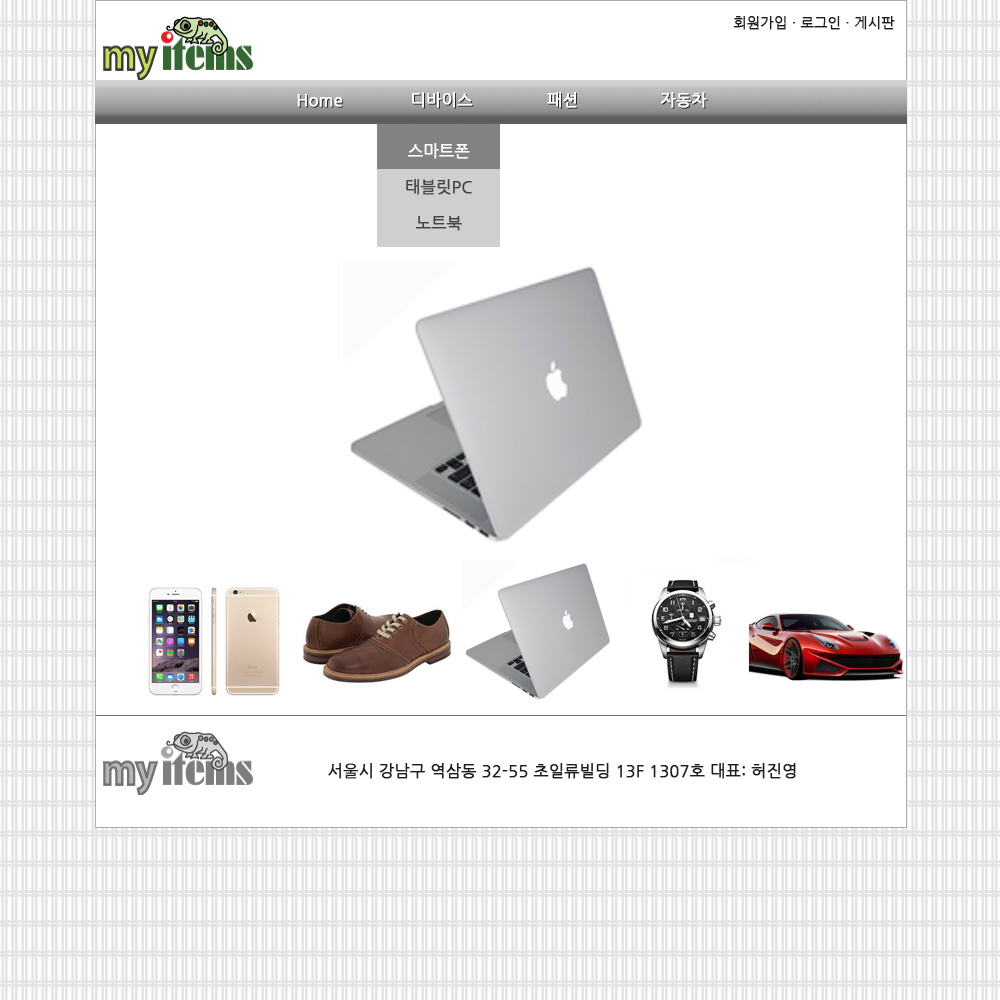 my items
회원가입 · 로그인 · 게시판
Home 디바이스 패션 자동차
스마트폰
태블릿PC
노트북
my items
서울시 강남구 역삼동 32-55 초일류빌딩 13F 1307호 대표: 허진영